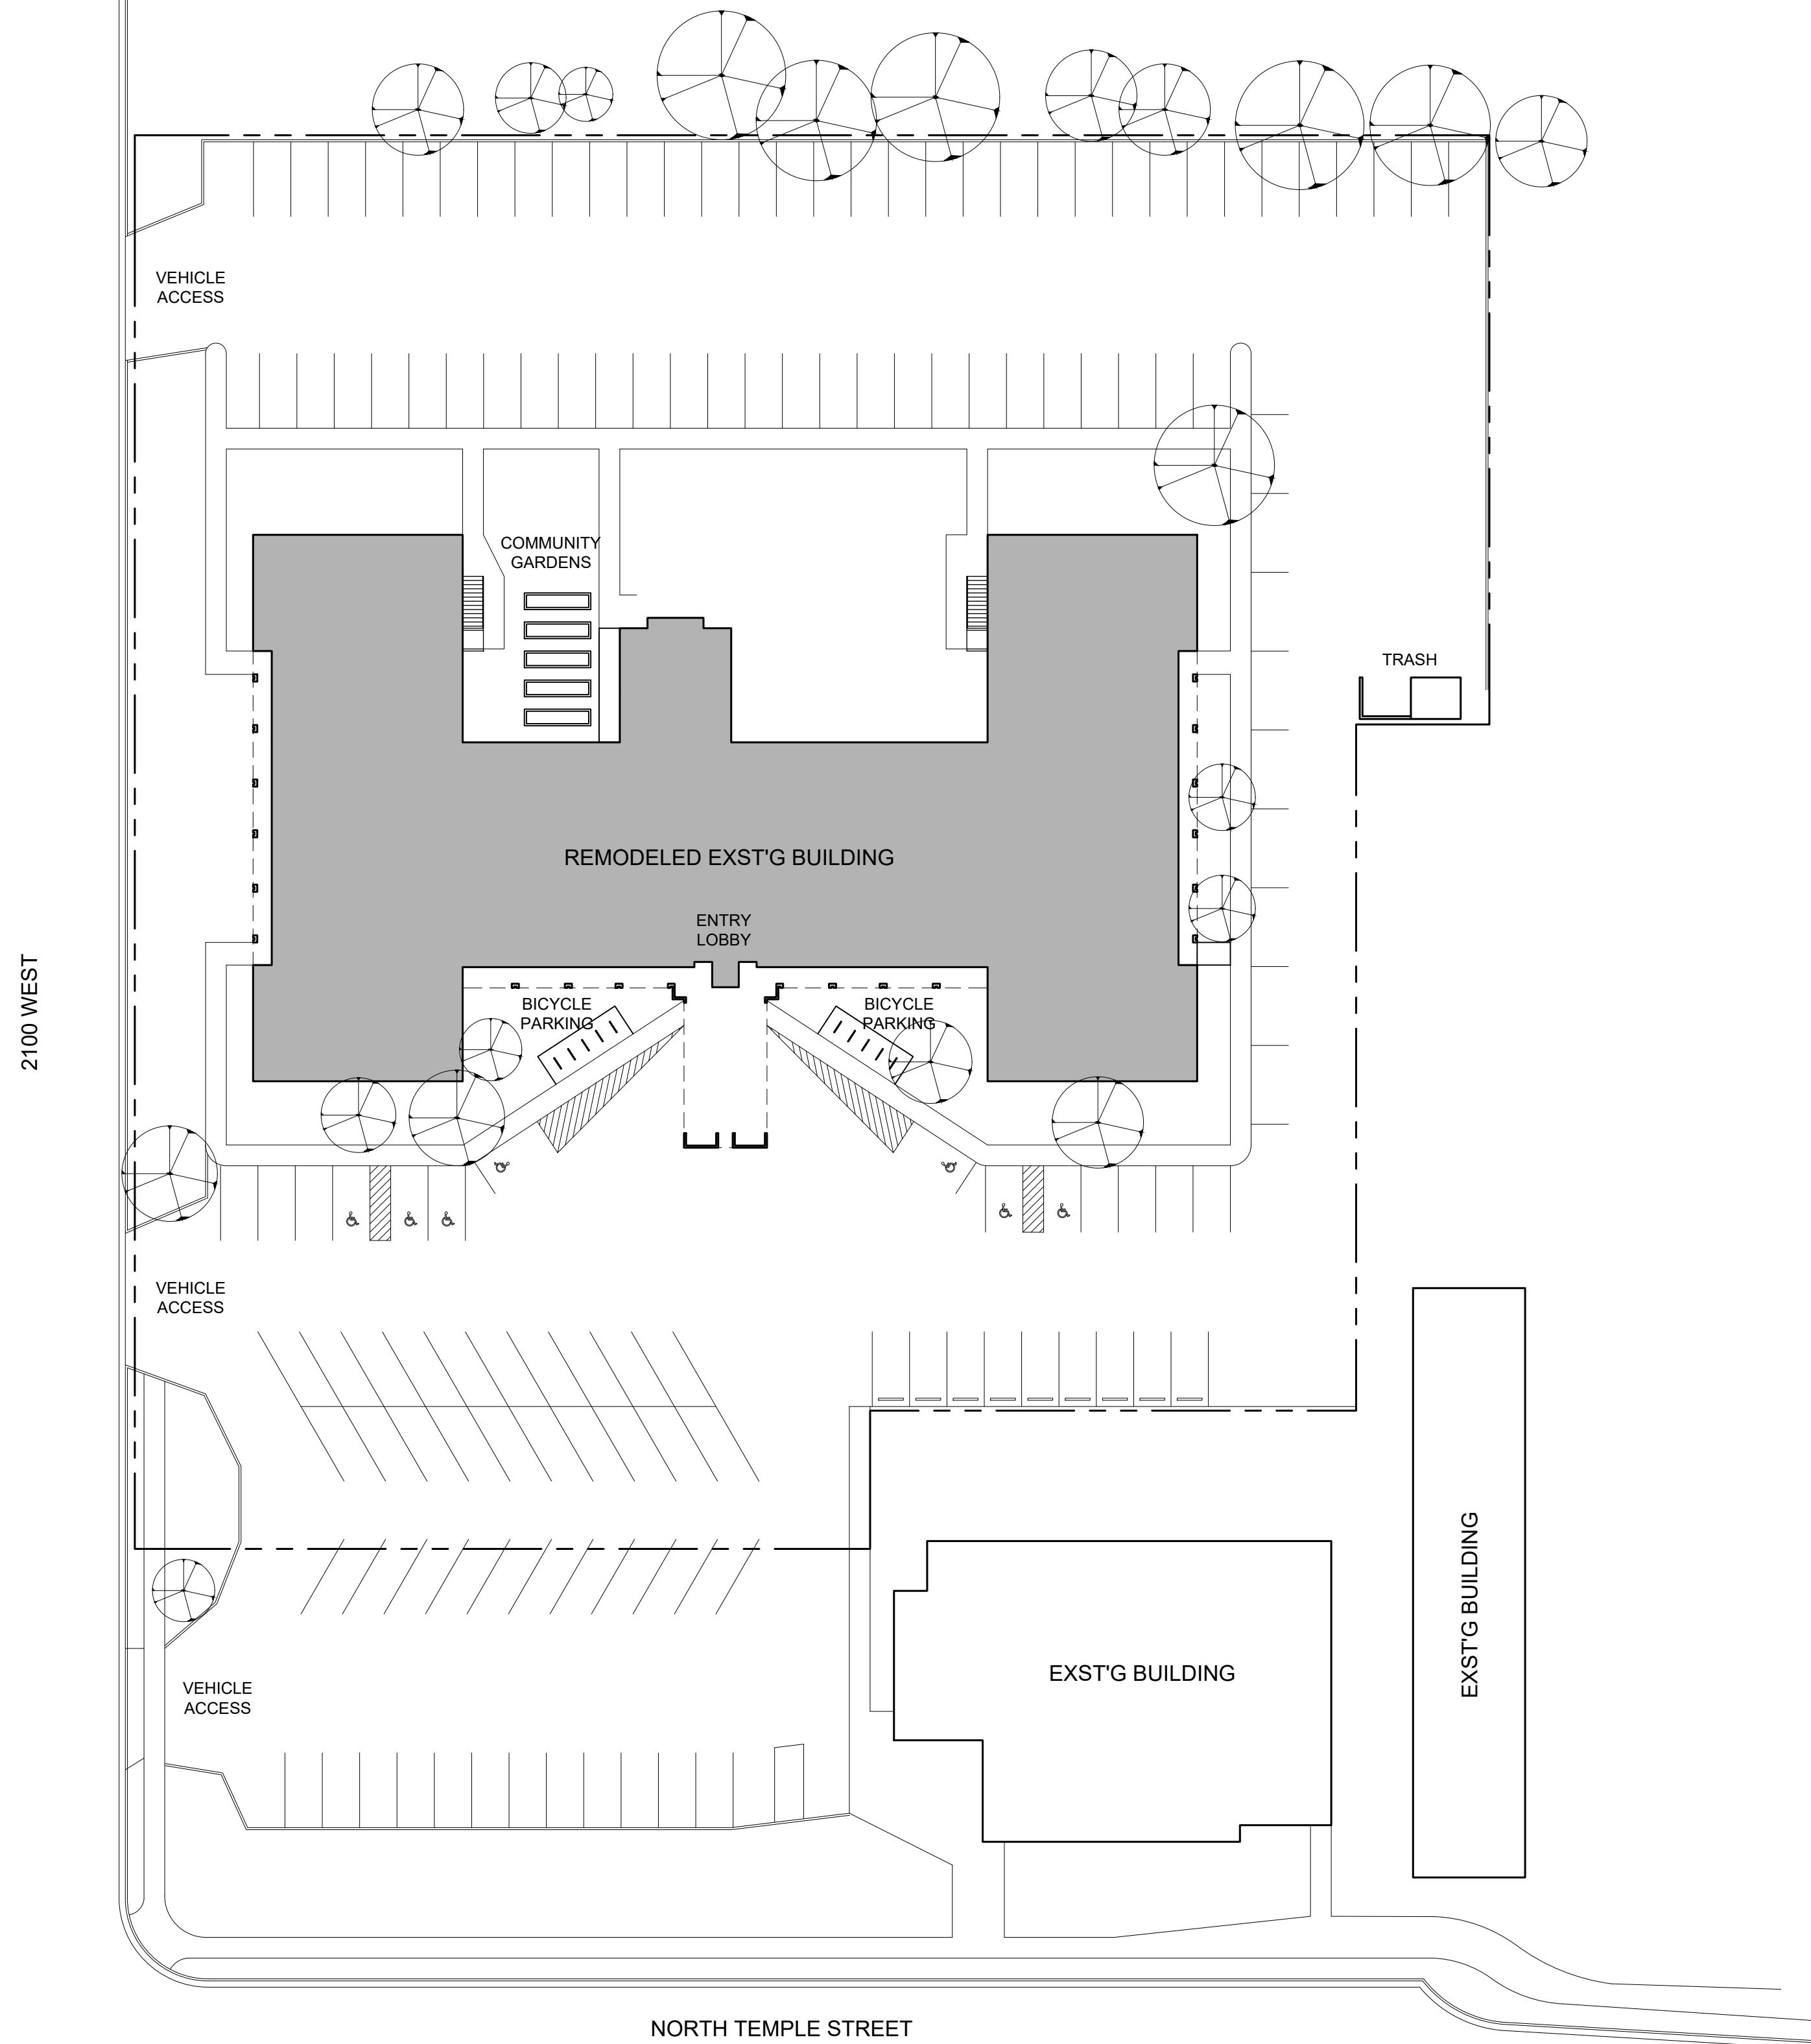 VEHICLE
ACCESS
COMMUNITY
GARDENS
TRASH
REMODELED EXST'G BUILDING
ENTRY
LOBBY
2100 WEST
BICYCLE
PARKING
BICYCLE
PARKING
VEHICLE
ACCESS
EXST'G BUILDING
EXST'G BUILDING
VEHICLE
ACCESS
NORTH TEMPLE STREET